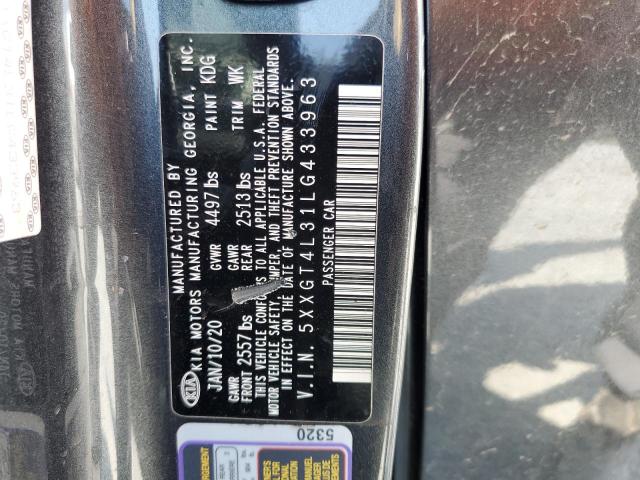 KIA
MANUFACTURED BY
KIA MOTORS MANUFACTURING GEORGIA, INC.
JAN/10/20 GVWR 4497 lbs PAINT KDG
GAWR FRONT 2557 lbs GAWR REAR 2513 lbs TRIM WK
THIS VEHICLE CONFORMS TO ALL APPLICABLE U.S.A. FEDERAL
MOTOR VEHICLE SAFETY, BUMPER, AND THEFT PREVENTION STANDARDS
IN EFFECT ON THE DATE OF MANUFACTURE SHOWN ABOVE.
V.I.N. 5XXGT4L31LG433963
PASSENGER CAR
5320